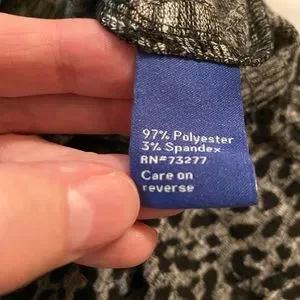 97% Polyester
3% Spandex
RN#73277
Care on
reverse